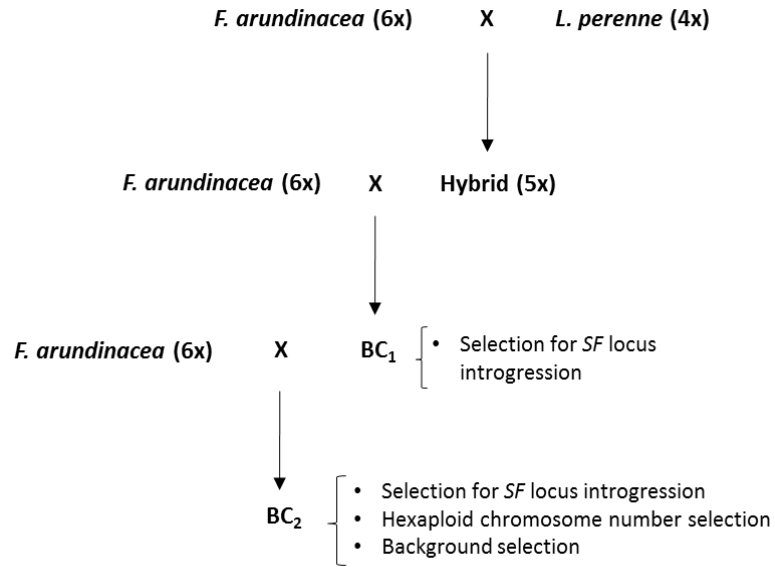 F. arundinacea (6x) X L. perenne (4x)
F. arundinacea (6x) X Hybrid (5x)
F. arundinacea (6x) X BC₁
• Selection for SF locus
introgression
BC₂
• Selection for SF locus introgression
• Hexaploid chromosome number selection
• Background selection